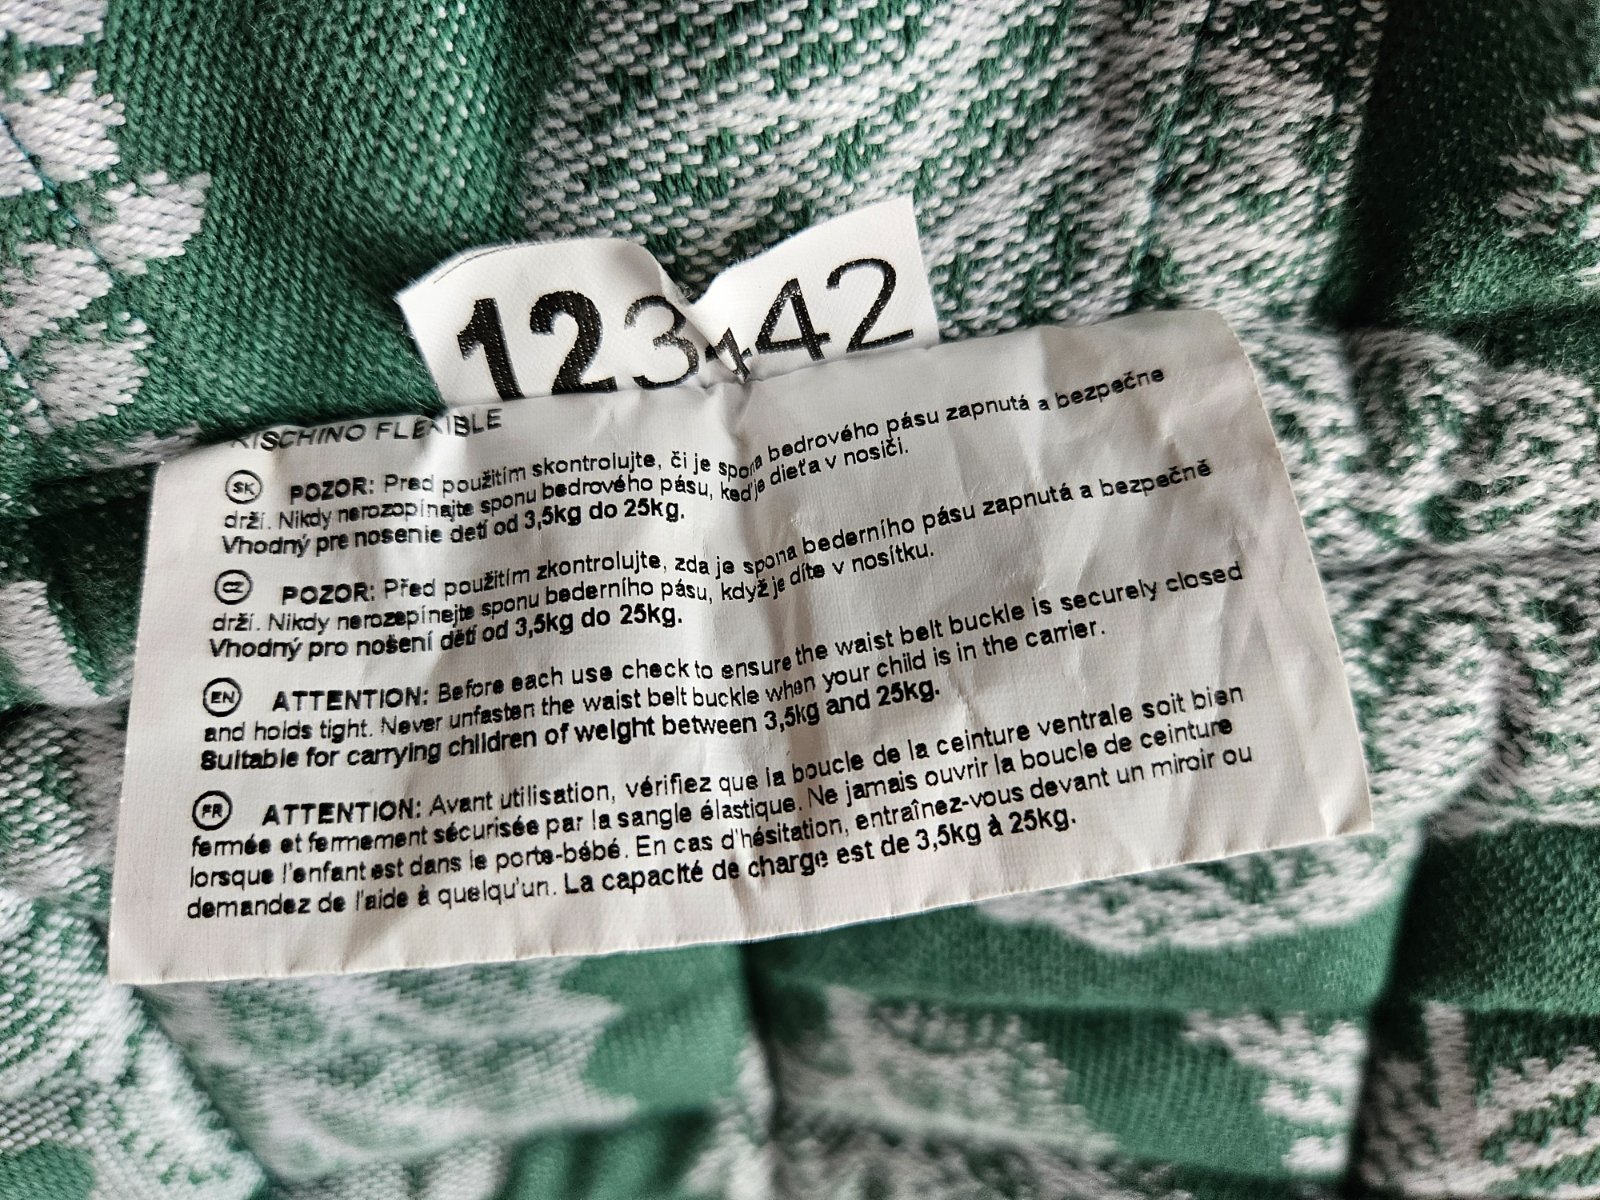 12 3 42
FLEXIBLE
SK POZOR: Pred použitím skontrolujte, či je spona bedrového pásu zapnutá a bezpečne
drží. Nikdy nerozopínajte sponu bedrového pásu, keď je dieťa v nosiči.
Vhodný pre nosenie detí od 3,5kg do 25kg.
CZ POZOR: Před použitím zkontrolujte, zda je spona bederního pásu zapnutá a bezpečně
drží. Nikdy nerozepínejte sponu bederního pásu, když je díte v nosítku.
Vhodný pro nošení dětí od 3,5kg do 25kg.
EN ATTENTION: Before each use check to ensure the waist belt buckle is securely closed
and holds tight. Never unfasten the waist belt buckle when your child is in the carrier.
Suitable for carrying children of weight between 3,5kg and 25kg.
FR ATTENTION: Avant utilisation, vérifiez que la boucle de la ceinture ventrale soit bien
fermée et fermement sécurisée par la sangle élastique. Ne jamais ouvrir la boucle de ceinture
lorsque l'enfant est dans le porte-bébé. En cas d'hésitation, entraînez-vous devant un miroir ou
demandez de l'aide à quelqu'un. La capacité de charge est de 3,5kg à 25kg.